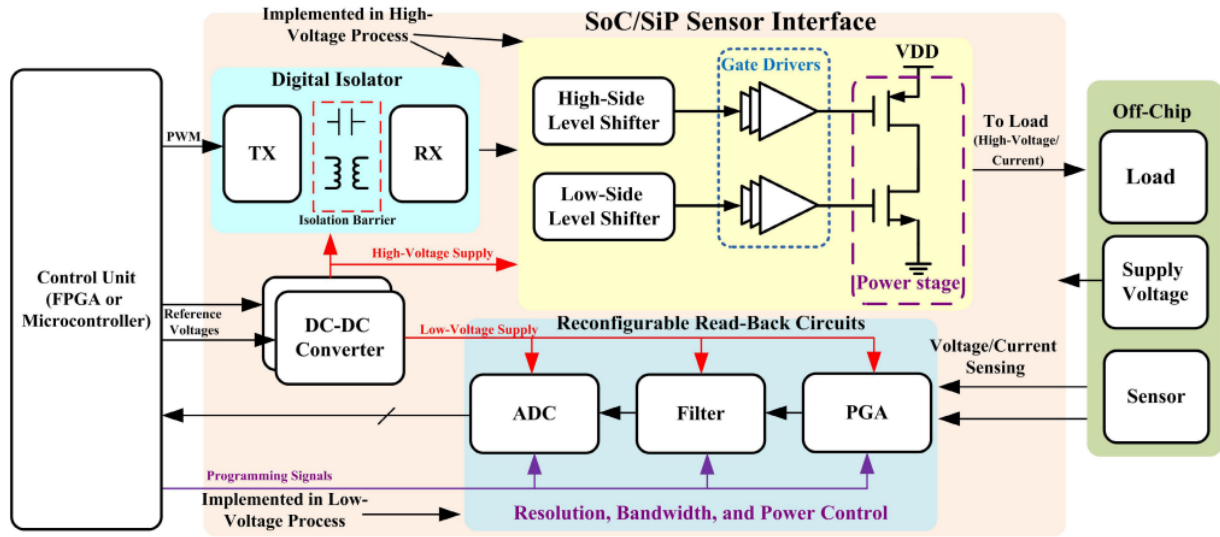 Implemented in High-
Voltage Process
SoC/SiP Sensor Interface
Digital Isolator
TX
RX
Isolation Barrier
PWM
High-Side
Level Shifter
Low-Side
Level Shifter
Gate Drivers
VDD
Power stage
To Load
(High-Voltage/
Current)
Off-Chip
Load
Supply
Voltage
Sensor
High-Voltage Supply
Control Unit
(FPGA or
Microcontroller)
Reference
Voltages
DC-DC
Converter
Low-Voltage Supply
Reconfigurable Read-Back Circuits
ADC
Filter
PGA
Voltage/Current
Sensing
Programming Signals
Implemented in Low-
Voltage Process
Resolution, Bandwidth, and Power Control